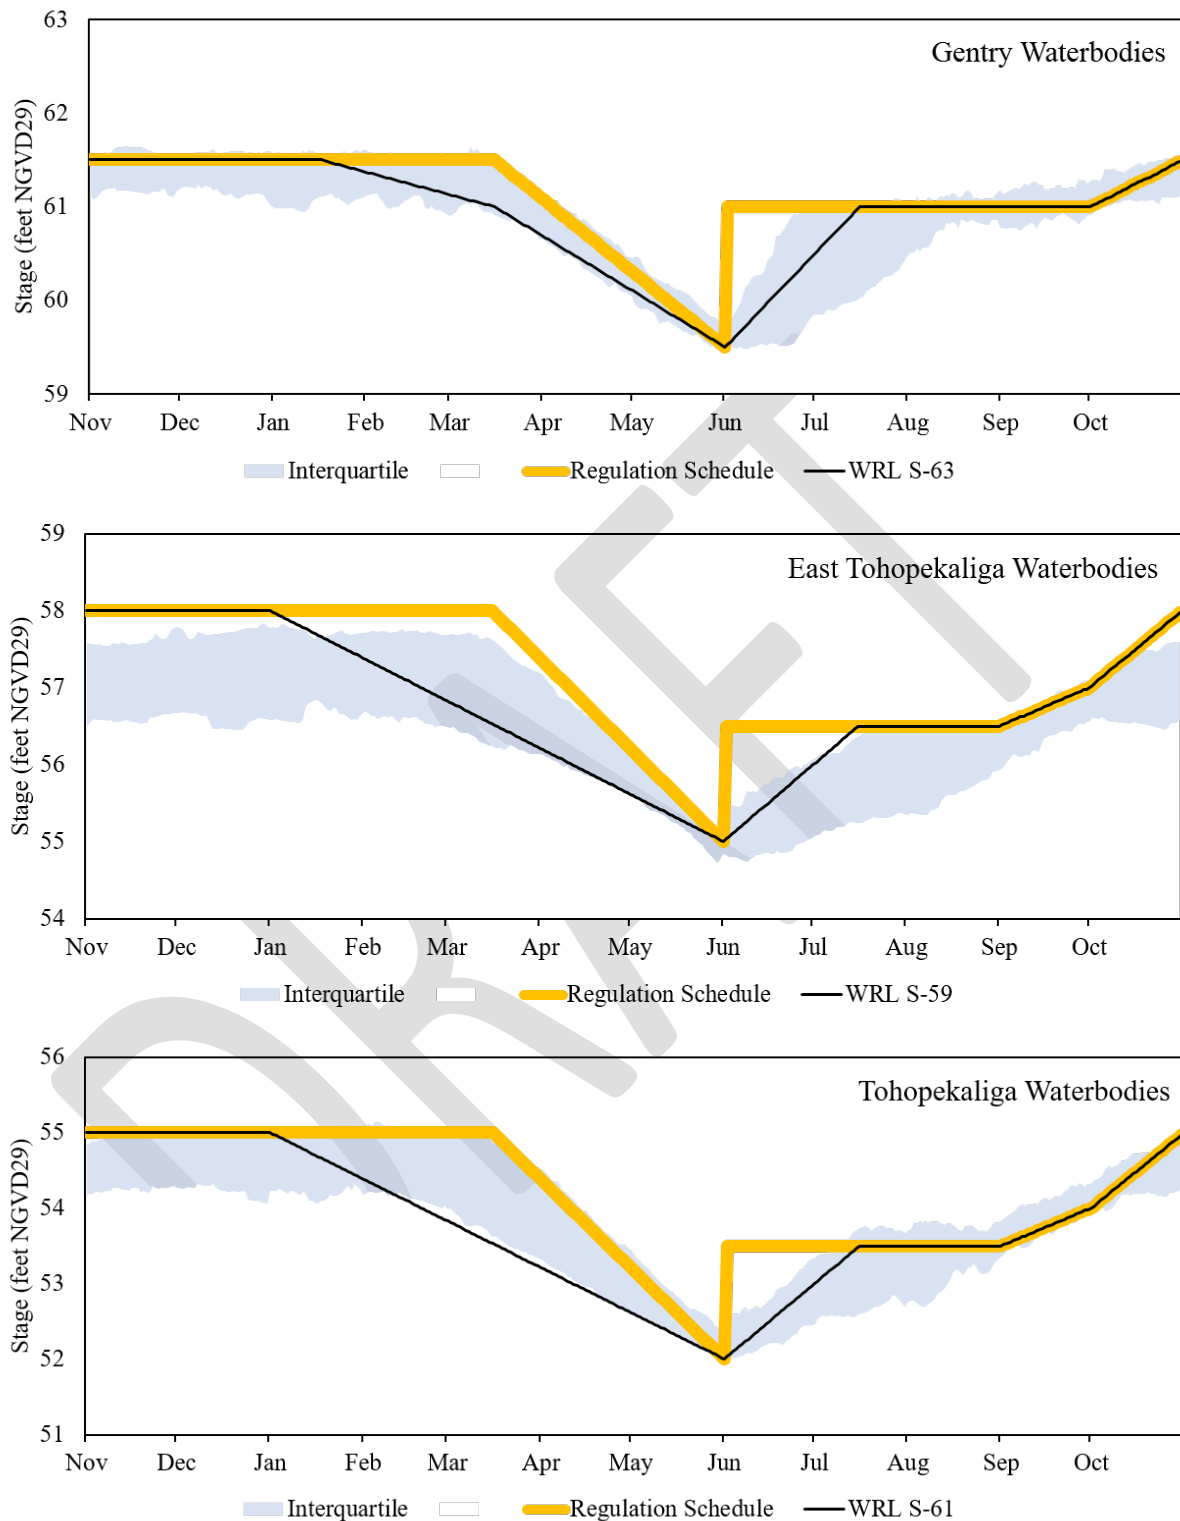 63
Gentry Waterbodies
62
61
60
59
Stage (feet NGVD29)
Nov Dec Jan Feb Mar Apr May Jun Jul Aug Sep Oct
Interquartile Regulation Schedule WRL S-63
59
East Tohopekaliga Waterbodies
58
57
56
55
54
Stage (feet NGVD29)
Nov Dec Jan Feb Mar Apr May Jun Jul Aug Sep Oct
Interquartile Regulation Schedule WRL S-59
56
Tohopekaliga Waterbodies
55
54
53
52
51
Stage (feet NGVD29)
Nov Dec Jan Feb Mar Apr May Jun Jul Aug Sep Oct
Interquartile Regulation Schedule WRL S-61
DRAFT